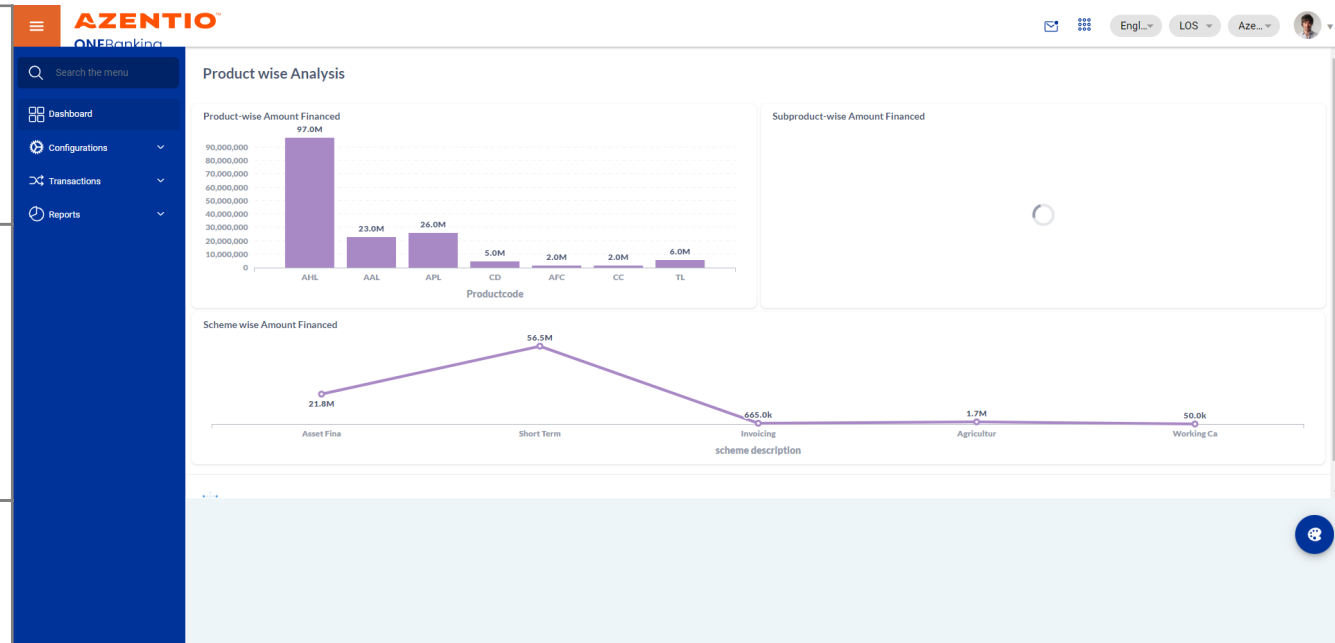 AZENTIO™
ONEBanking
Engl...
LOS
Aze...
Search the menu
Dashboard
Configurations
Transactions
Reports
Product wise Analysis
Product-wise Amount Financed
97.0M
90,000,000
80,000,000
70,000,000
60,000,000
50,000,000
40,000,000
30,000,000
20,000,000
10,000,000
0
23.0M
26.0M
5.0M
2.0M
2.0M
6.0M
AHL
AAL
APL
CD
AFC
CC
TL
Productcode
Subproduct-wise Amount Financed
Scheme wise Amount Financed
21.8M
56.5M
665.0k
1.7M
50.0k
Asset Fina
Short Term
Invoicing
Agricultur
Working Ca
scheme description